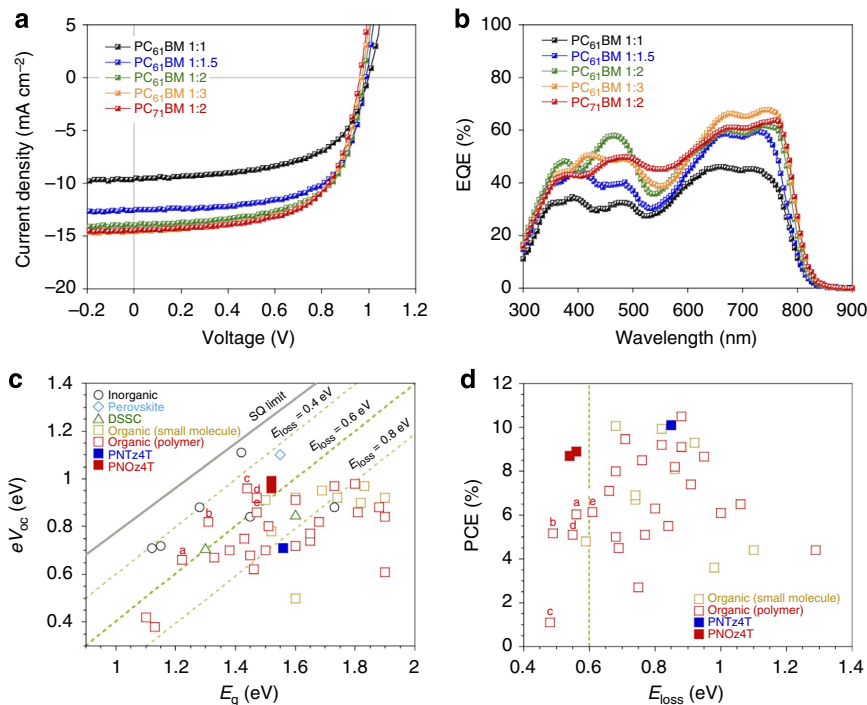 a
5
0
−5
−10
−15
−20
Current density (mA cm⁻²)
PC₆₁BM 1:1
PC₆₁BM 1:1.5
PC₆₁BM 1:2
PC₆₁BM 1:3
PC₇₁BM 1:2
−0.2 0 0.2 0.4 0.6 0.8 1 1.2
Voltage (V)
b
100
80
60
40
20
0
EQE (%)
PC₆₁BM 1:1
PC₆₁BM 1:1.5
PC₆₁BM 1:2
PC₆₁BM 1:3
PC₇₁BM 1:2
300 400 500 600 700 800 900
Wavelength (nm)
c
1.4
1.2
1.0
0.8
0.6
0.4
eVoc (eV)
Inorganic
Perovskite
DSSC
Organic (small molecule)
Organic (polymer)
PNTz4T
PNOz4T
SQ limit
Eloss = 0.4 eV
Eloss = 0.6 eV
Eloss = 0.8 eV
c
d
e
b
a
1 1.2 1.4 1.6 1.8 2
Eg (eV)
d
12
10
8
6
4
2
0
PCE (%)
a
e
b
d
c
Organic (small molecule)
Organic (polymer)
PNTz4T
PNOz4T
0.4 0.6 0.8 1 1.2 1.4
Eloss (eV)